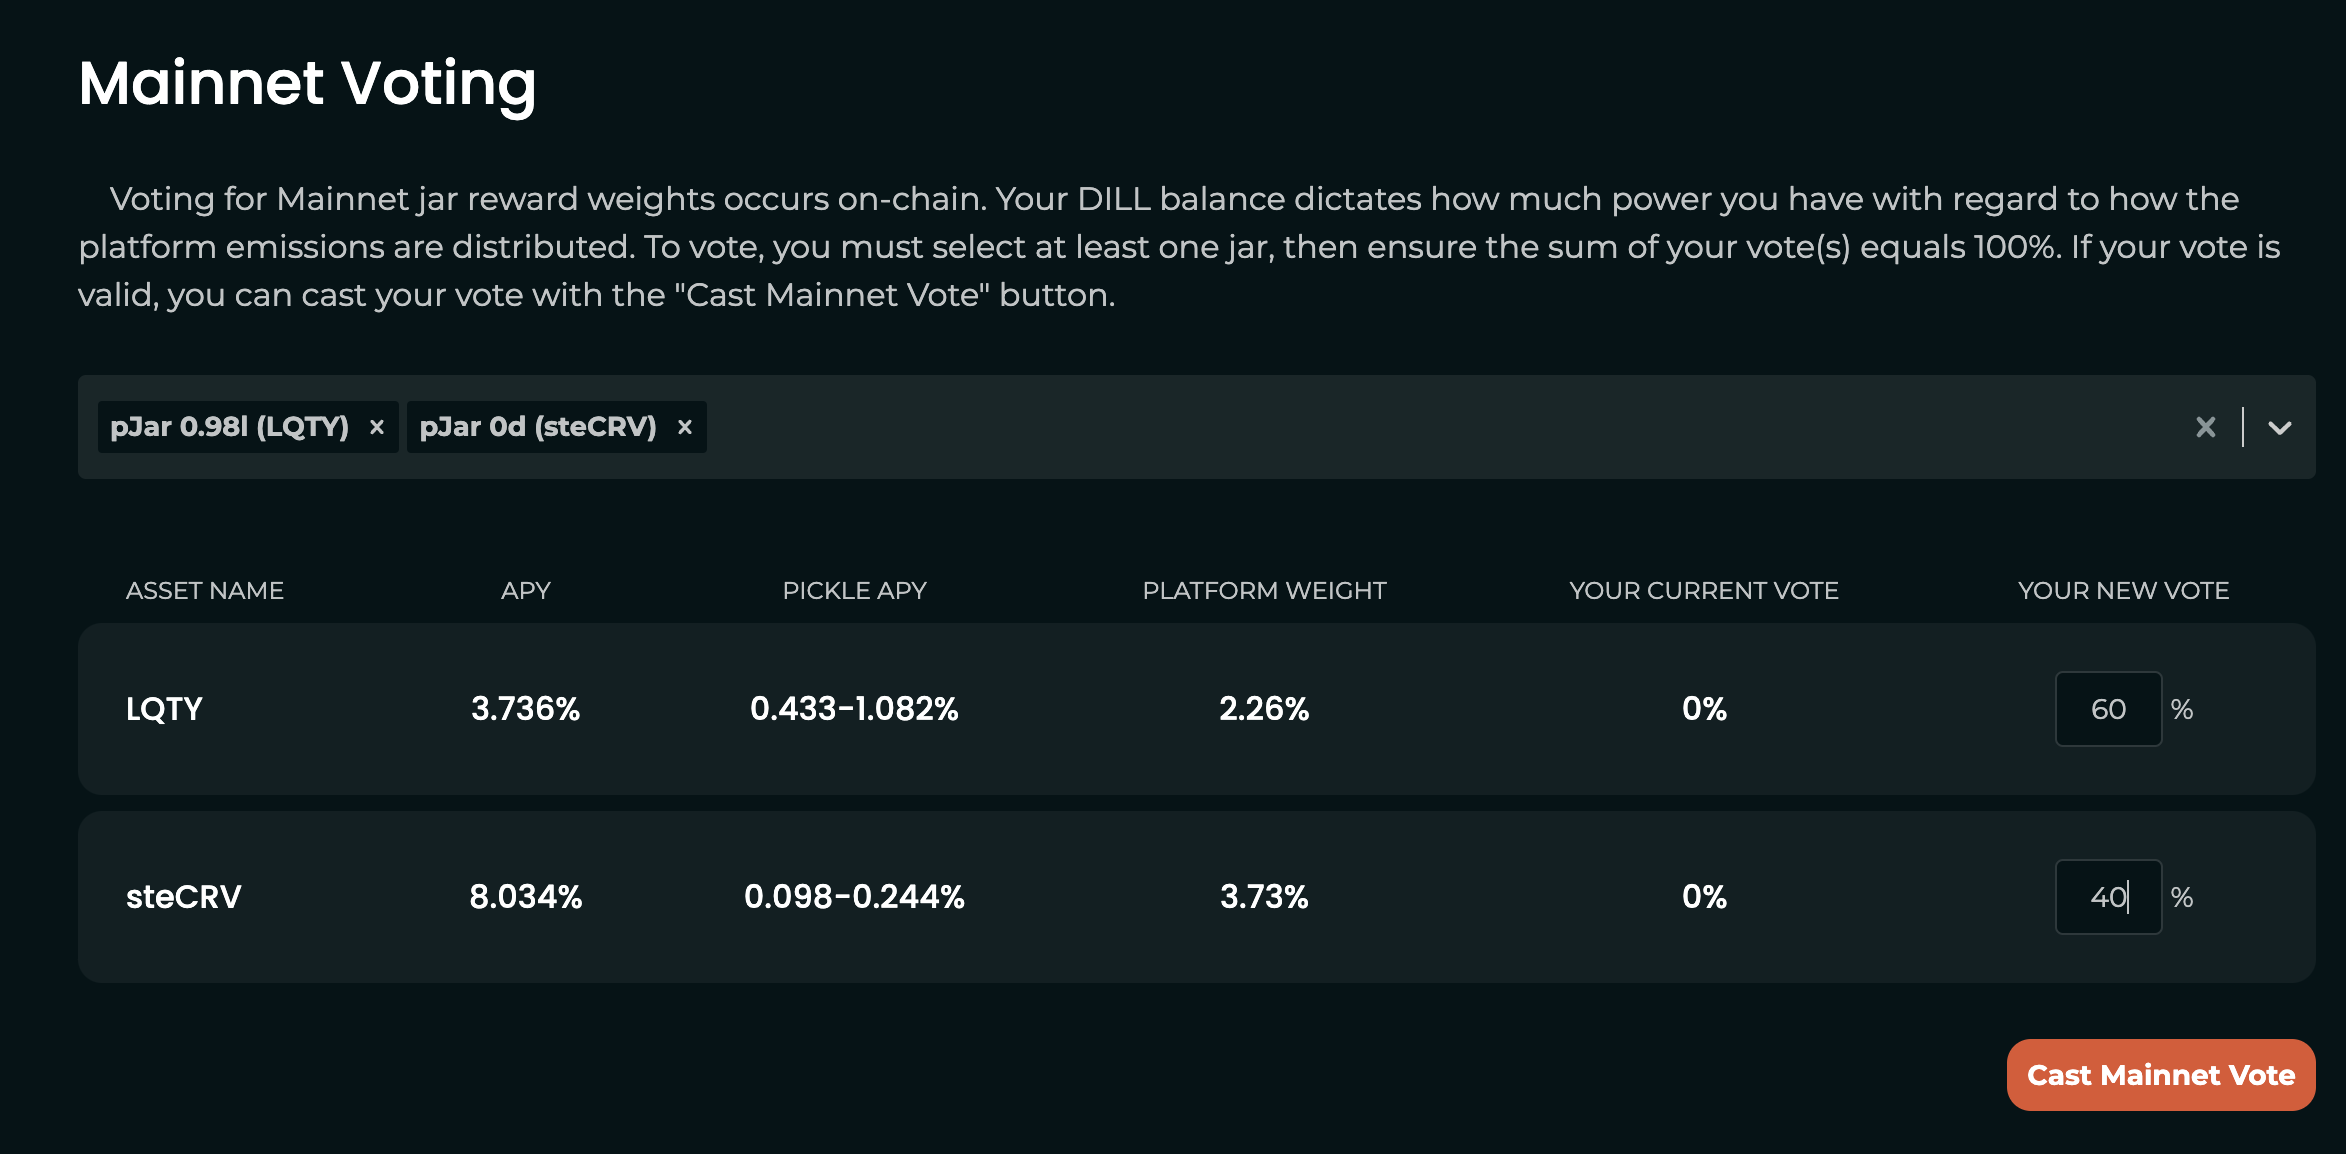 Mainnet Voting
Voting for Mainnet jar reward weights occurs on-chain. Your DILL balance dictates how much power you have with regard to how the
platform emissions are distributed. To vote, you must select at least one jar, then ensure the sum of your vote(s) equals 100%. If your vote is
valid, you can cast your vote with the "Cast Mainnet Vote" button.
pJar 0.98l (LQTY) × pJar 0d (steCRV) ×
ASSET NAME APY PICKLE APY PLATFORM WEIGHT YOUR CURRENT VOTE YOUR NEW VOTE
LQTY 3.736% 0.433-1.082% 2.26% 0% 60 %
steCRV 8.034% 0.098-0.244% 3.73% 0% 40 %
Cast Mainnet Vote